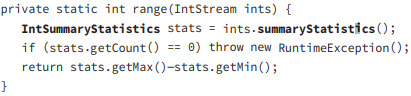 private static int range(IntStream ints) {
IntSummaryStatistics stats = ints.summaryStatistics();
if (stats.getCount() == 0) throw new RuntimeException();
return stats.getMax()-stats.getMin();
}